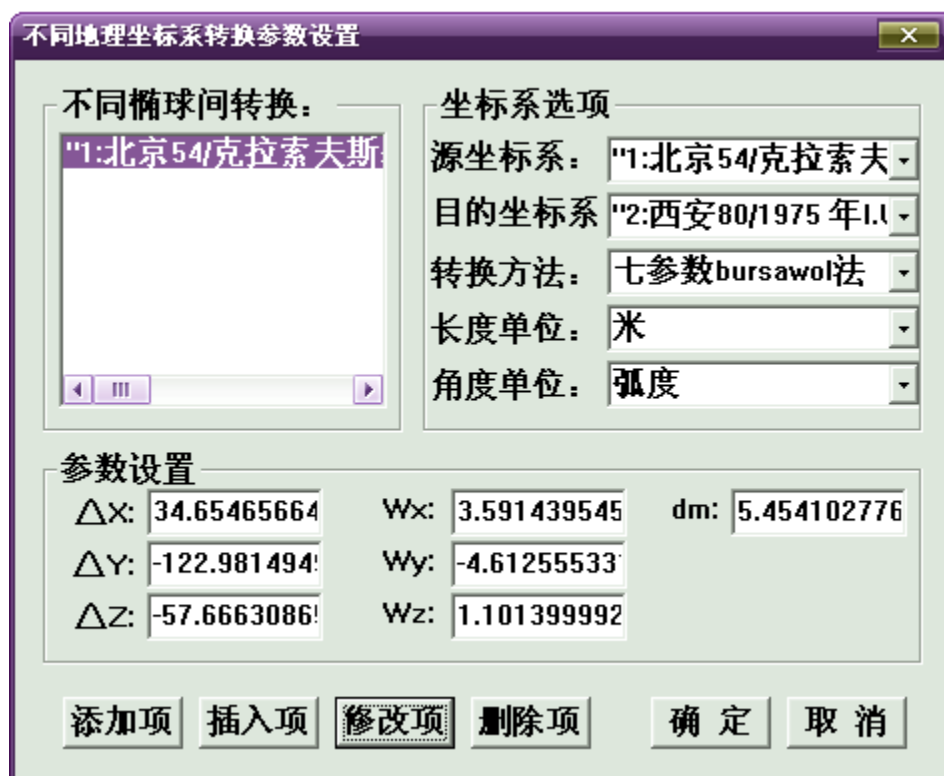 不同地理坐标系转换参数设置
不同椭球间转换：
"1:北京54/克拉索夫斯
坐标系选项
源坐标系： "1:北京54/克拉索夫
目的坐标系 "2:西安80/1975 年I.
转换方法： 七参数bursawol法
长度单位： 米
角度单位： 弧度
参数设置
△X: 34.65465664 Wx: 3.591439545 dm: 5.454102776
△Y: -122.981494 Wy: -4.61255533
△Z: -57.6663086 Wz: 1.101399992
添加项 插入项 修改项 删除项 确 定 取 消